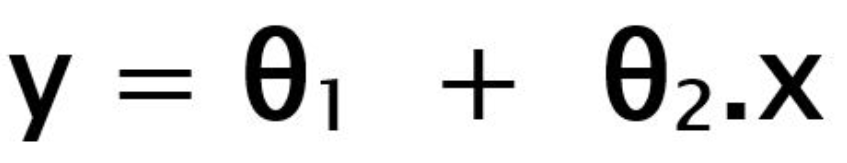 y = θ₁ + θ₂.x